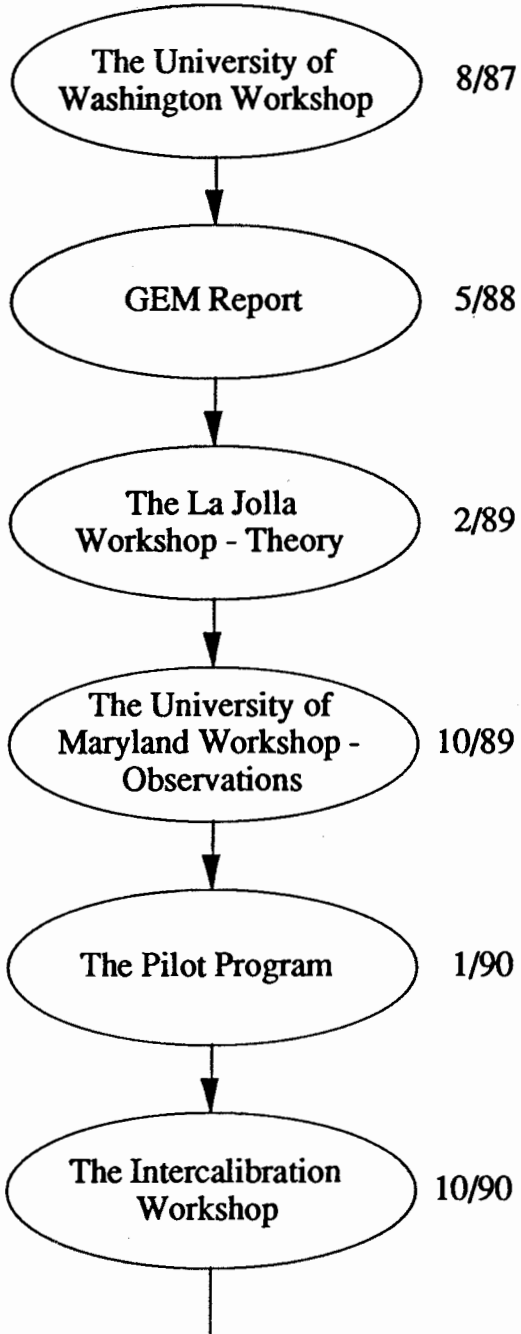 The University of
Washington Workshop
8/87
GEM Report
5/88
The La Jolla
Workshop - Theory
2/89
The University of
Maryland Workshop -
Observations
10/89
The Pilot Program
1/90
The Intercalibration
Workshop
10/90